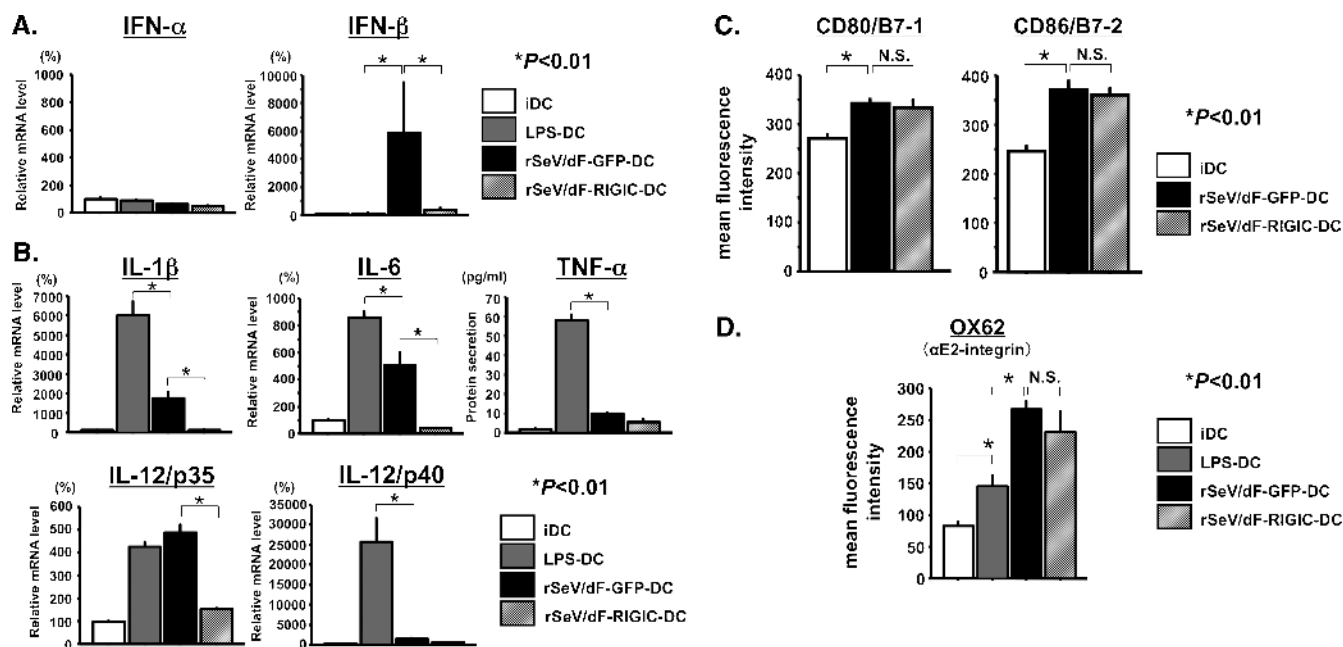 A.
IFN-α
(%)
Relative mRNA level
1000
800
600
400
200
0
IFN-β
(%)
Relative mRNA level
10000
8000
6000
4000
2000
0
* *
*P<0.01
iDC
LPS-DC
rSeV/dF-GFP-DC
rSeV/dF-RIGIC-DC
B.
IL-1β
(%)
Relative mRNA level
7000
6000
5000
4000
3000
2000
1000
0
*
*
IL-6
(%)
Relative mRNA level
1000
800
600
400
200
0
*
*
TNF-α
(pg/ml)
Protein secretion
70
60
50
40
30
20
10
0
*
IL-12/p35
(%)
Relative mRNA level
600
500
400
300
200
100
0
*
IL-12/p40
(%)
Relative mRNA level
35000
30000
25000
20000
15000
10000
5000
0
*
*P<0.01
iDC
LPS-DC
rSeV/dF-GFP-DC
rSeV/dF-RIGIC-DC
C.
CD80/B7-1
mean fluorescence
intensity
400
300
200
100
0
* N.S.
CD86/B7-2
400
300
200
100
0
* N.S.
*P<0.01
iDC
rSeV/dF-GFP-DC
rSeV/dF-RIGIC-DC
D.
OX62
(αE2-integrin)
mean fluorescence
intensity
300
250
200
150
100
50
0
* N.S.
*
*P<0.01
iDC
LPS-DC
rSeV/dF-GFP-DC
rSeV/dF-RIGIC-DC